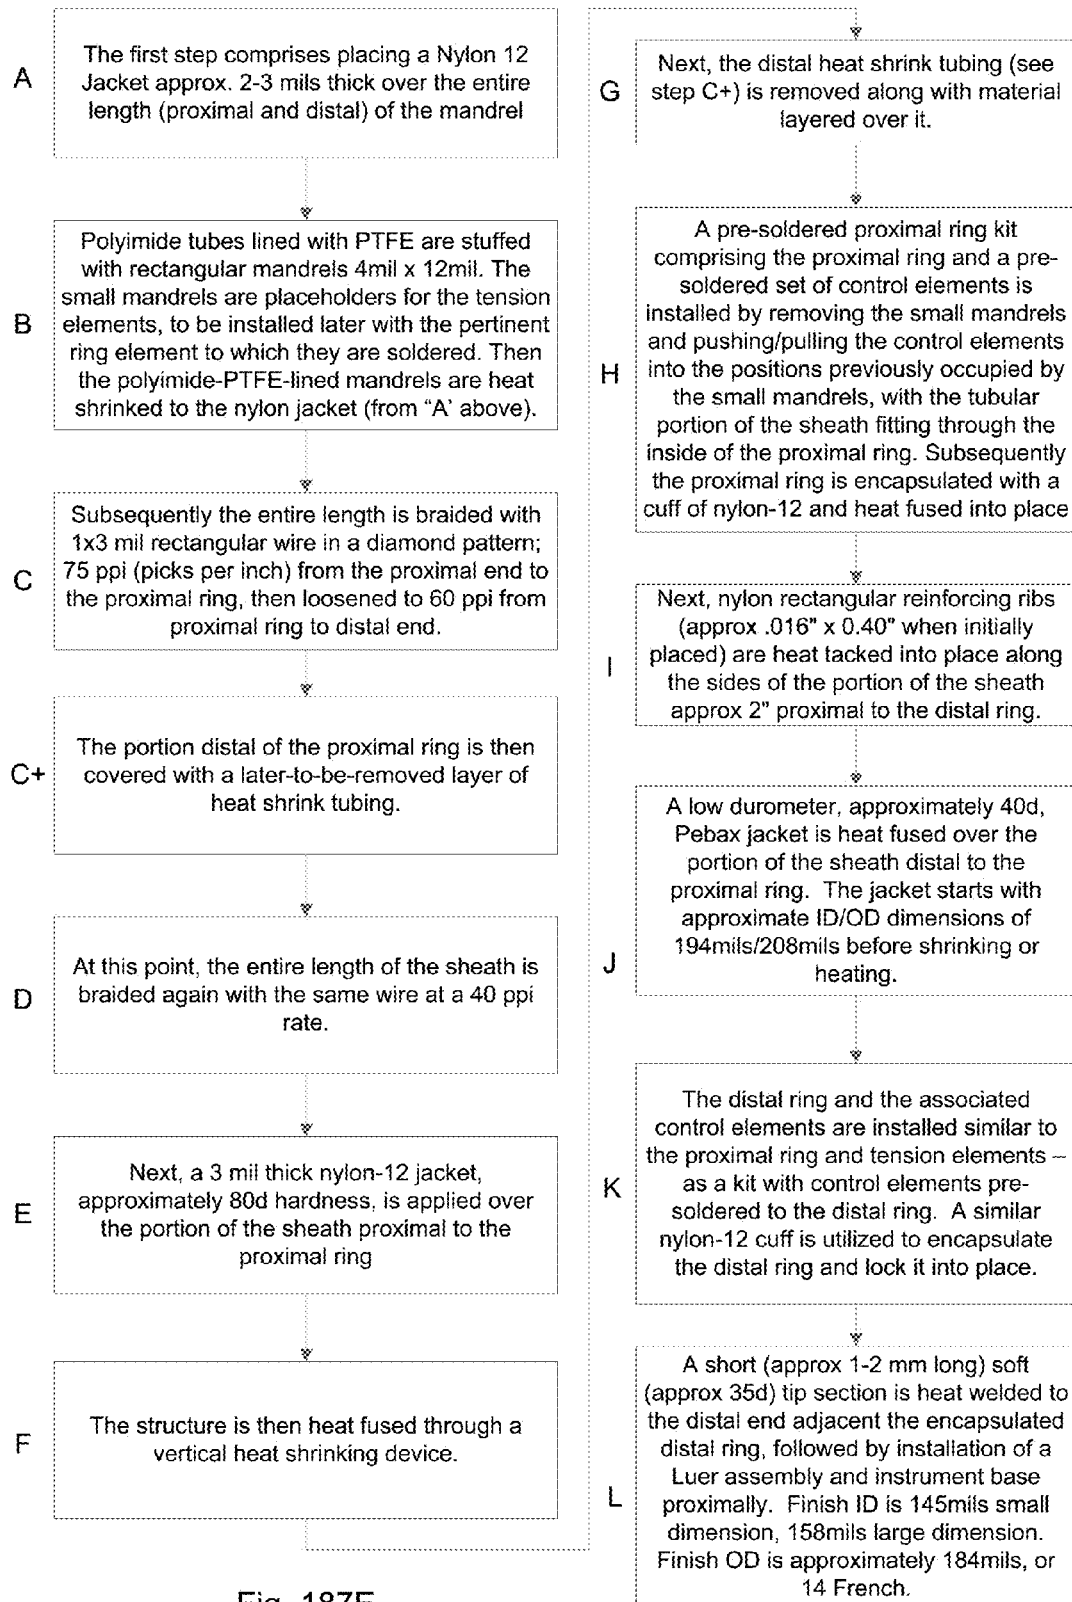 A
The first step comprises placing a Nylon 12
Jacket approx. 2-3 mils thick over the entire
length (proximal and distal) of the mandrel
B
Polyimide tubes lined with PTFE are stuffed
with rectangular mandrels 4mil x 12mil. The
small mandrels are placeholders for the tension
elements, to be installed later with the pertinent
ring element to which they are soldered. Then
the polyimide-PTFE-lined mandrels are heat
shrinked to the nylon jacket (from "A' above).
C
Subsequently the entire length is braided with
1x3 mil rectangular wire in a diamond pattern;
75 ppi (picks per inch) from the proximal end to
the proximal ring, then loosened to 60 ppi from
proximal ring to distal end.
C+
The portion distal of the proximal ring is then
covered with a later-to-be-removed layer of
heat shrink tubing.
D
At this point, the entire length of the sheath is
braided again with the same wire at a 40 ppi
rate.
E
Next, a 3 mil thick nylon-12 jacket,
approximately 80d hardness, is applied over
the portion of the sheath proximal to the
proximal ring
F
The structure is then heat fused through a
vertical heat shrinking device.
G
Next, the distal heat shrink tubing (see
step C+) is removed along with material
layered over it.
H
A pre-soldered proximal ring kit
comprising the proximal ring and a pre-
soldered set of control elements is
installed by removing the small mandrels
and pushing/pulling the control elements
into the positions previously occupied by
the small mandrels, with the tubular
portion of the sheath fitting through the
inside of the proximal ring. Subsequently
the proximal ring is encapsulated with a
cuff of nylon-12 and heat fused into place
I
Next, nylon rectangular reinforcing ribs
(approx .016" x 0.40" when initially
placed) are heat tacked into place along
the sides of the portion of the sheath
approx 2" proximal to the distal ring.
J
A low durometer, approximately 40d,
Pebax jacket is heat fused over the
portion of the sheath distal to the
proximal ring. The jacket starts with
approximate ID/OD dimensions of
194mils/208mils before shrinking or
heating.
K
The distal ring and the associated
control elements are installed similar to
the proximal ring and tension elements –
as a kit with control elements pre-
soldered to the distal ring. A similar
nylon-12 cuff is utilized to encapsulate
the distal ring and lock it into place.
L
A short (approx 1-2 mm long) soft
(approx 35d) tip section is heat welded to
the distal end adjacent the encapsulated
distal ring, followed by installation of a
Luer assembly and instrument base
proximally. Finish ID is 145mils small
dimension, 158mils large dimension.
Finish OD is approximately 184mils, or
14 French.